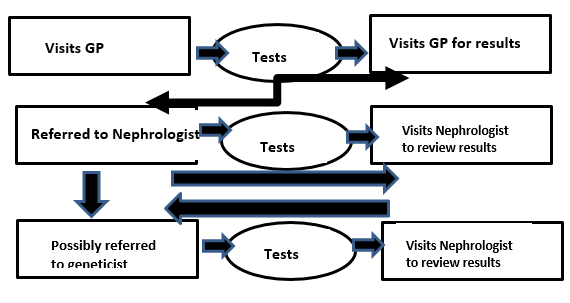 Visits GP
Tests
Visits GP for results
Referred to Nephrologist
Tests
Visits Nephrologist
to review results
Possibly referred
to geneticist
Tests
Visits Nephrologist
to review results